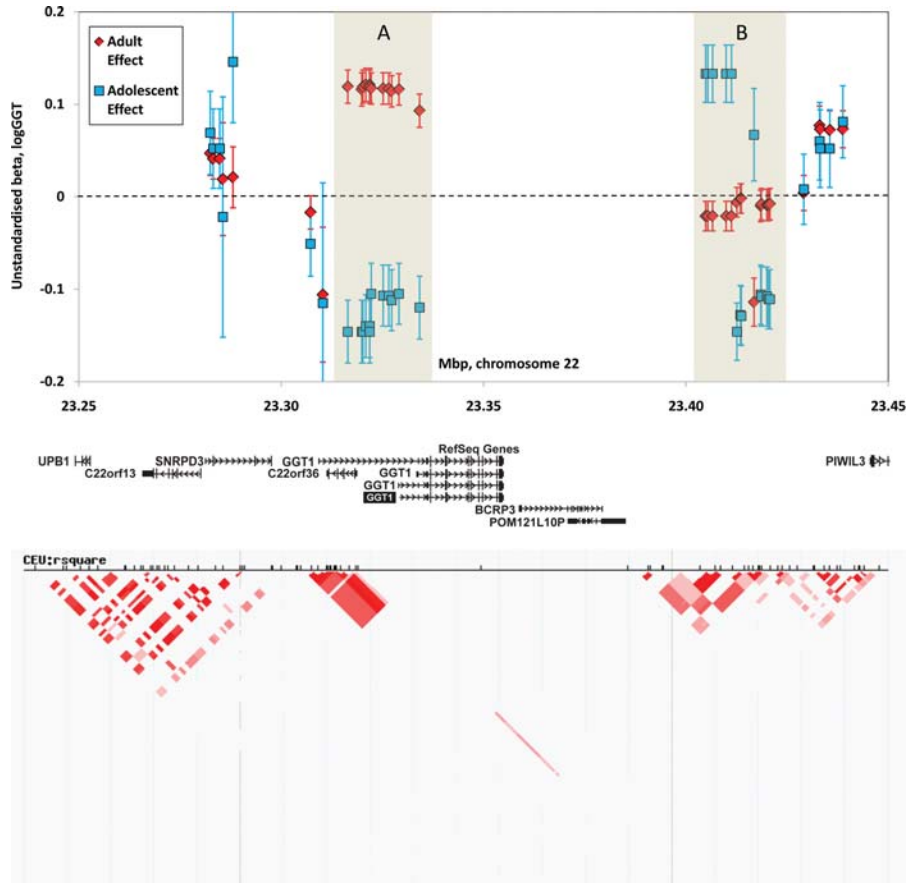 0.2
0.1
0
-0.1
-0.2
Unstandardised beta, logGGT
Adult
Effect
Adolescent
Effect
A
B
Mbp, chromosome 22
23.25
23.30
23.35
23.40
23.45
RefSeq Genes
UPB1
SNRPD3
GGT1
PIWIL3
C22orf13
C22orf36
GGT1
GGT1
GGT1
BCRP3
POM121L10P
CEU:rsquare